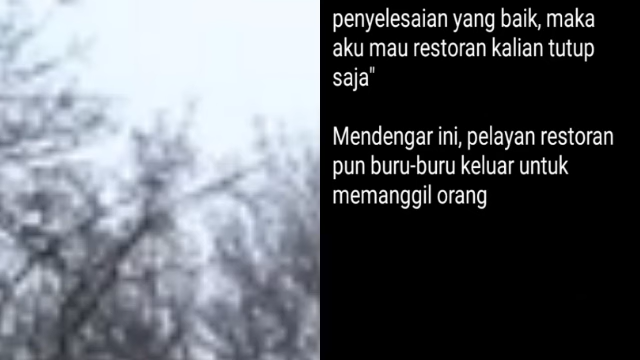 penyelesaian yang baik, maka
aku mau restoran kalian tutup
saja"
Mendengar ini, pelayan restoran
pun buru-buru keluar untuk
memanggil orang